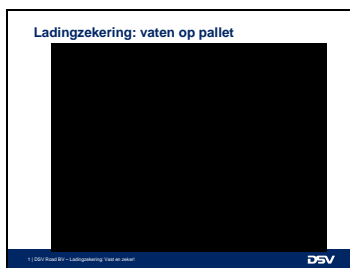 Ladingzekering: vaten op pallet
1 | DSV Road BV – Ladingzekering: Vast en zeker!
DSV